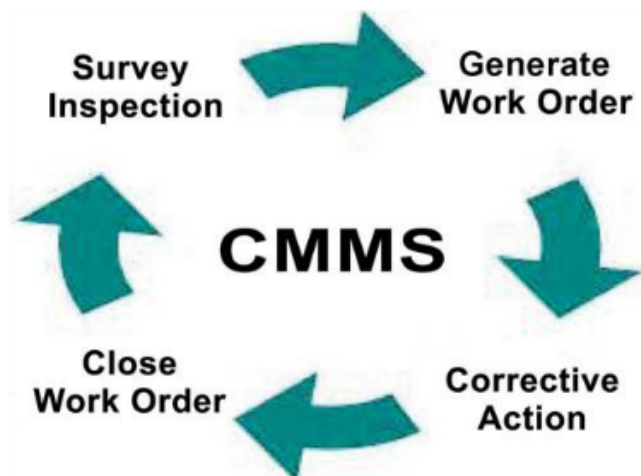 Survey
Inspection
Generate
Work Order
CMMS
Corrective
Action
Close
Work Order